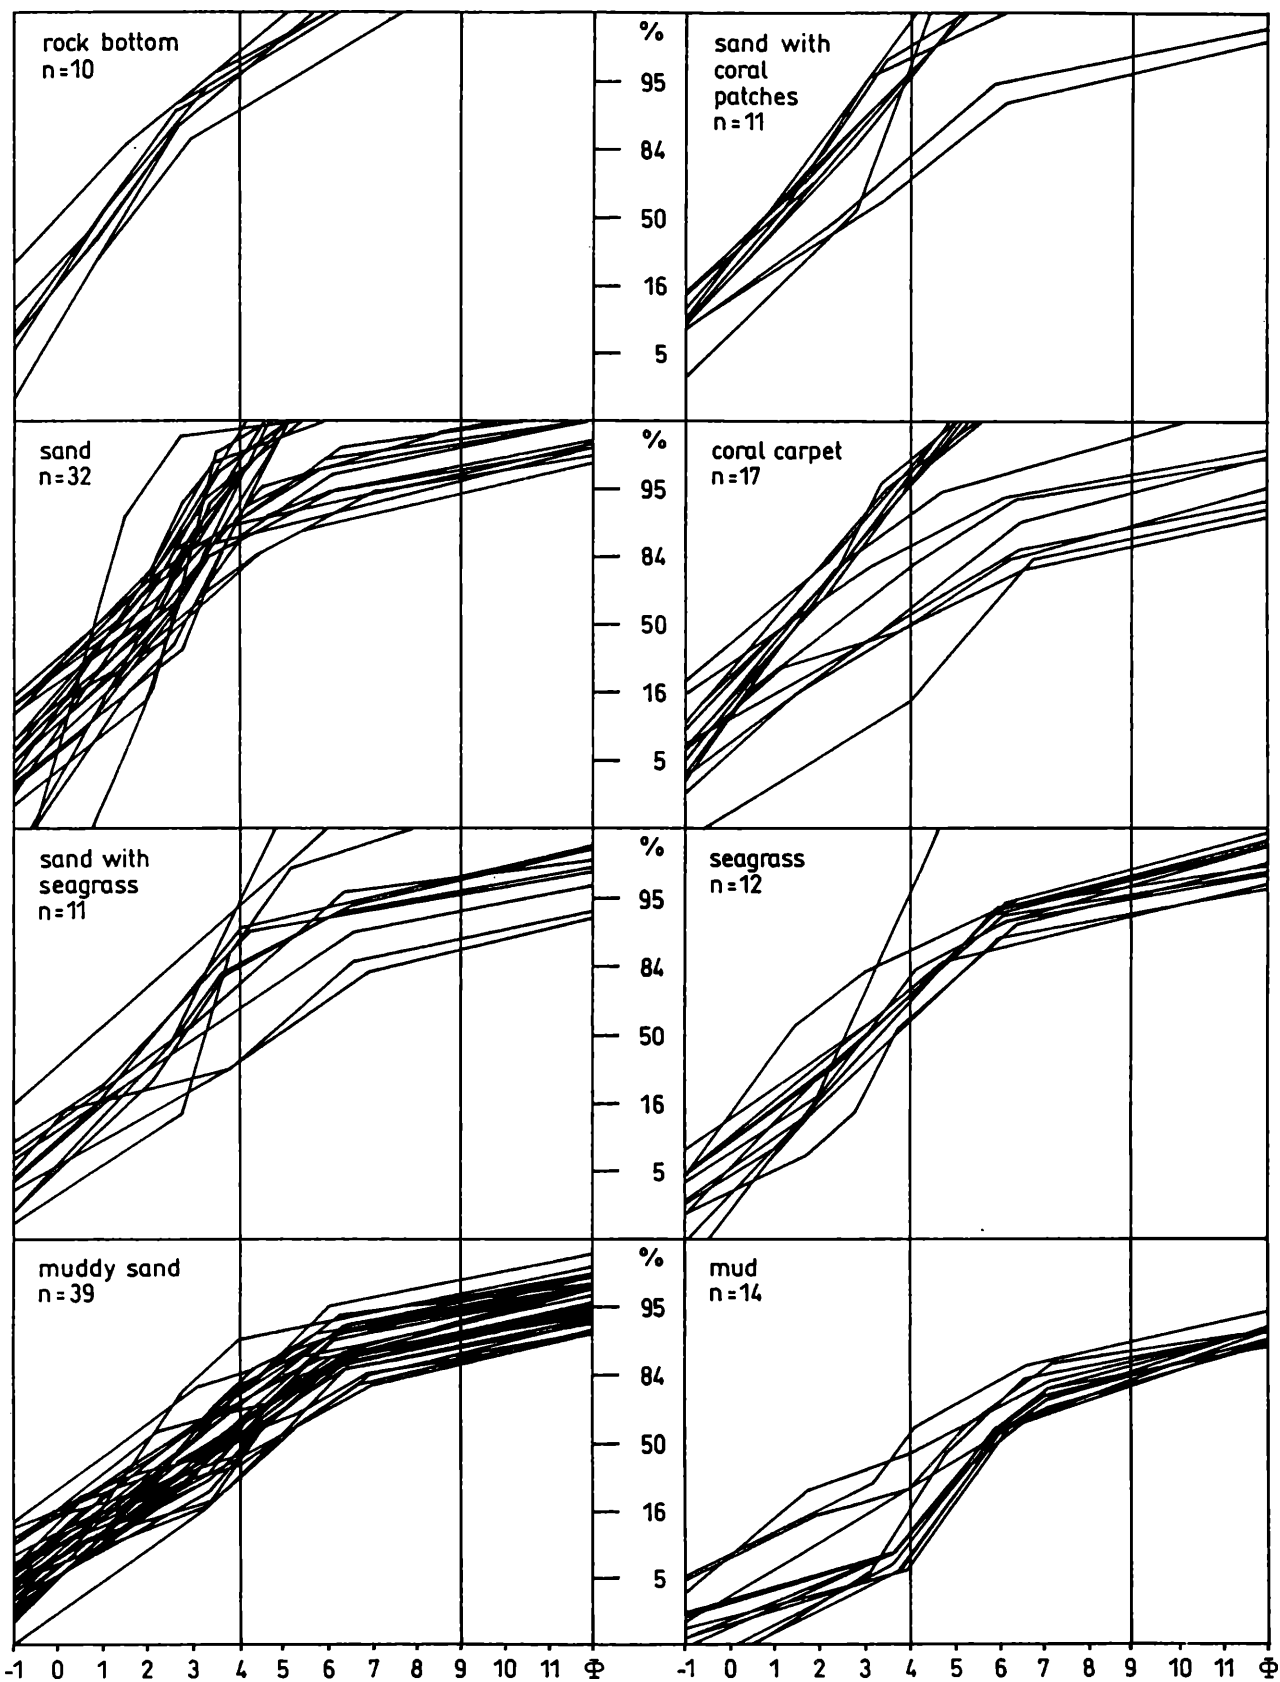 rock bottom
n=10
%
95
84
50
16
5
sand with
coral
patches
n=11
sand
n=32
%
95
84
50
16
5
coral carpet
n=17
sand with
seagrass
n=11
%
95
84
50
16
5
seagrass
n=12
muddy sand
n=39
%
95
84
50
16
5
mud
n=14
-1 0 1 2 3 4 5 6 7 9 10 11 Φ
-1 0 1 2 3 4 5 6 7 9 10 11 Φ